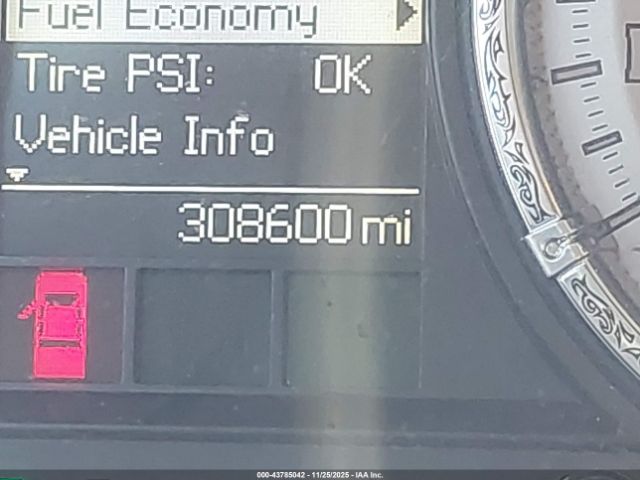 Fuel Economy
Tire PSI: OK
Vehicle Info
308600 mi
000-43785042 - 11/25/2025 - IAA Inc.